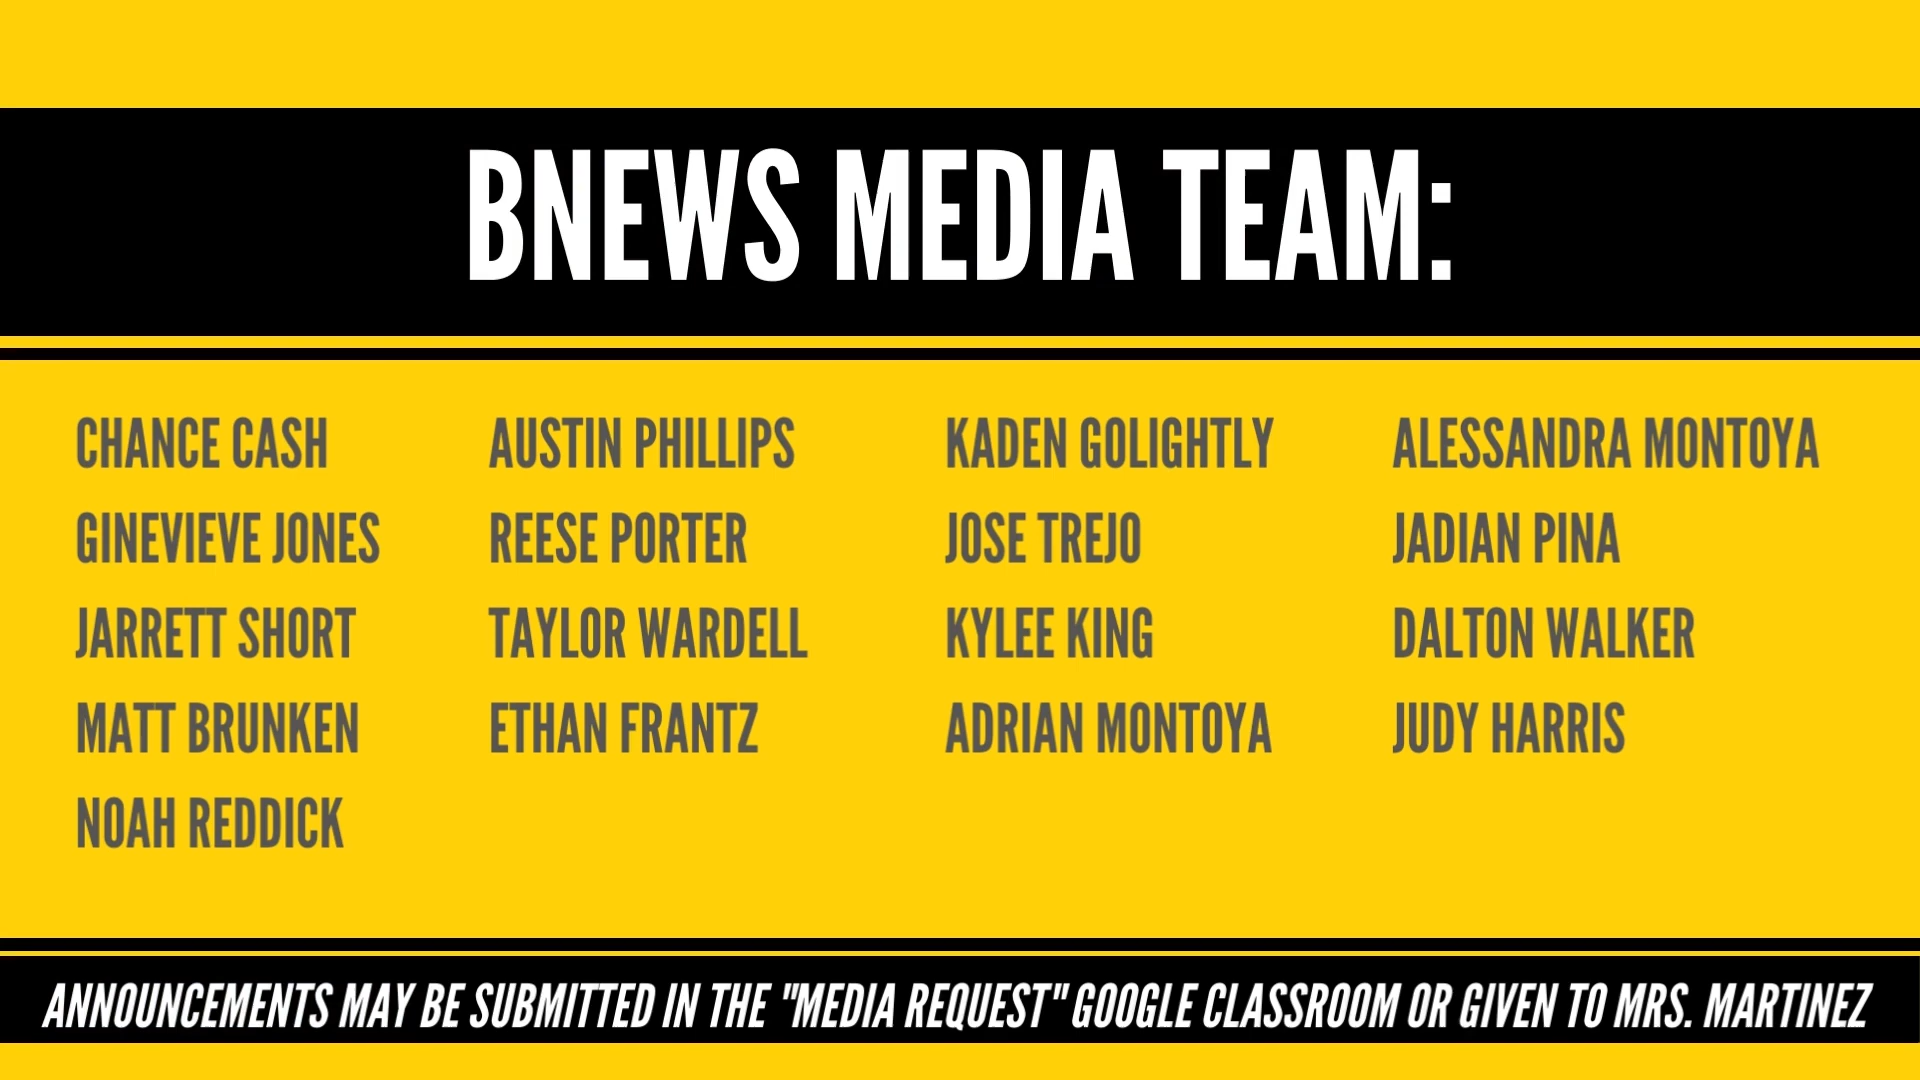 BNEWS MEDIA TEAM:
CHANCE CASH
GINEVIEVE JONES
JARRETT SHORT
MATT BRUNKEN
NOAH REDDICK
AUSTIN PHILLIPS
REESE PORTER
TAYLOR WARDELL
ETHAN FRANTZ
KADEN GOLIGHTLY
JOSE TREJO
KYLEE KING
ADRIAN MONTOYA
ALESSANDRA MONTOYA
JADIAN PINA
DALTON WALKER
JUDY HARRIS
ANNOUNCEMENTS MAY BE SUBMITTED IN THE "MEDIA REQUEST" GOOGLE CLASSROOM OR GIVEN TO MRS. MARTINEZ